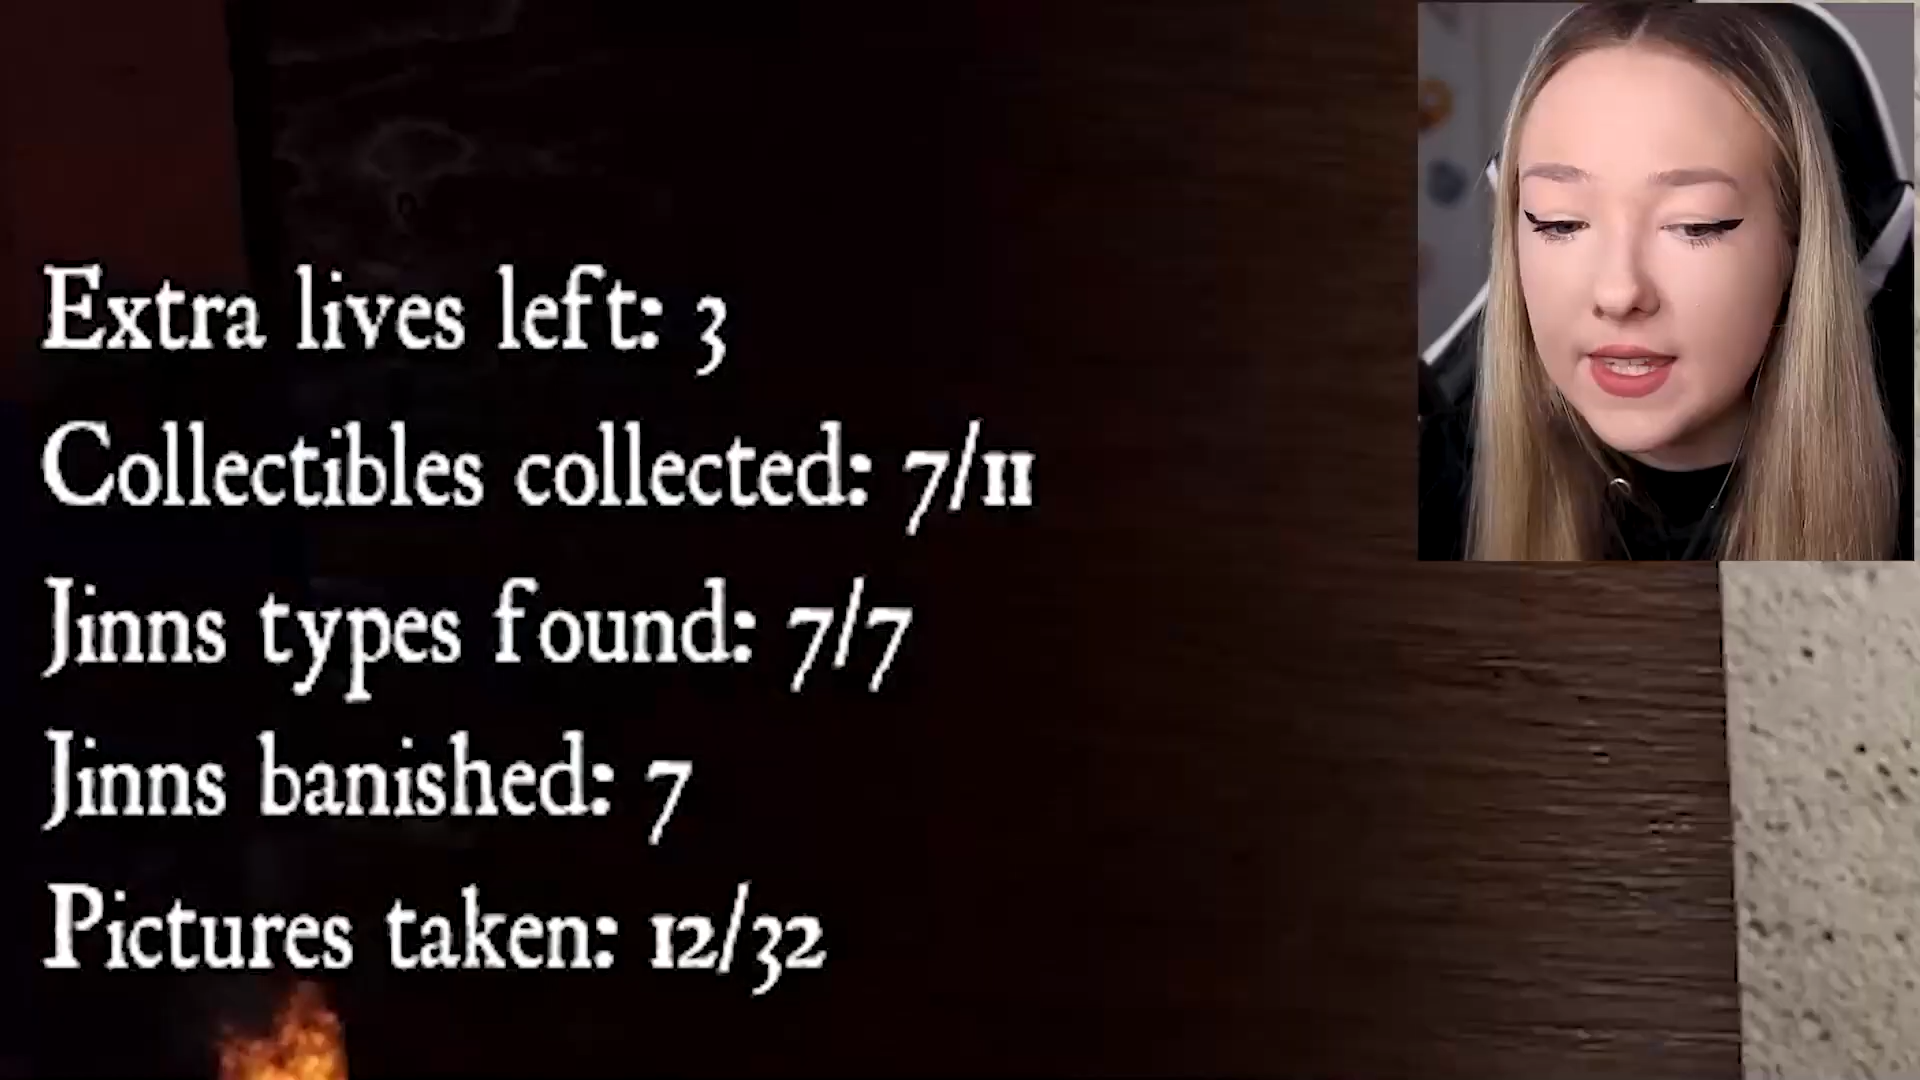 Extra lives left: 3
Collectibles collected: 7/11
Jinns types found: 7/7
Jinns banished: 7
Pictures taken: 12/32